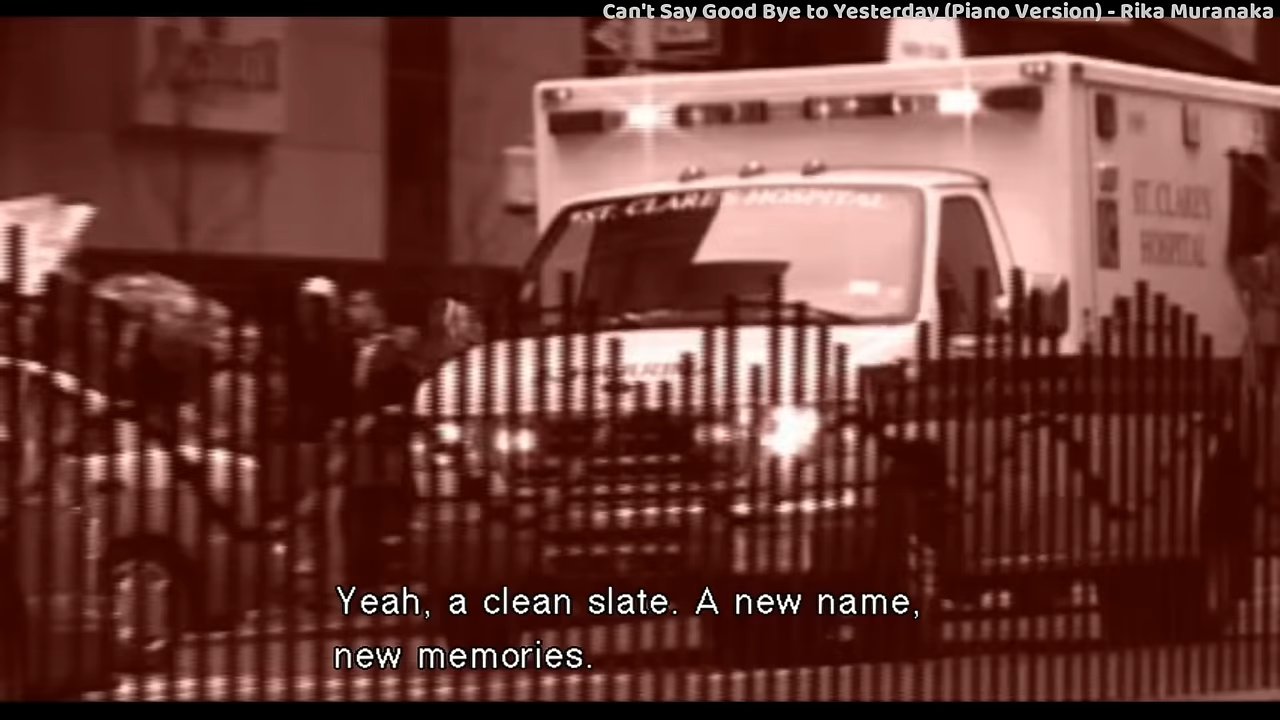 Can't Say Good Bye to Yesterday (Piano Version) - Rika Muranaka
ST. CLARE'S HOSPITAL
ST. CLARES
HOSPITAL
Yeah, a clean slate. A new name,
new memories.